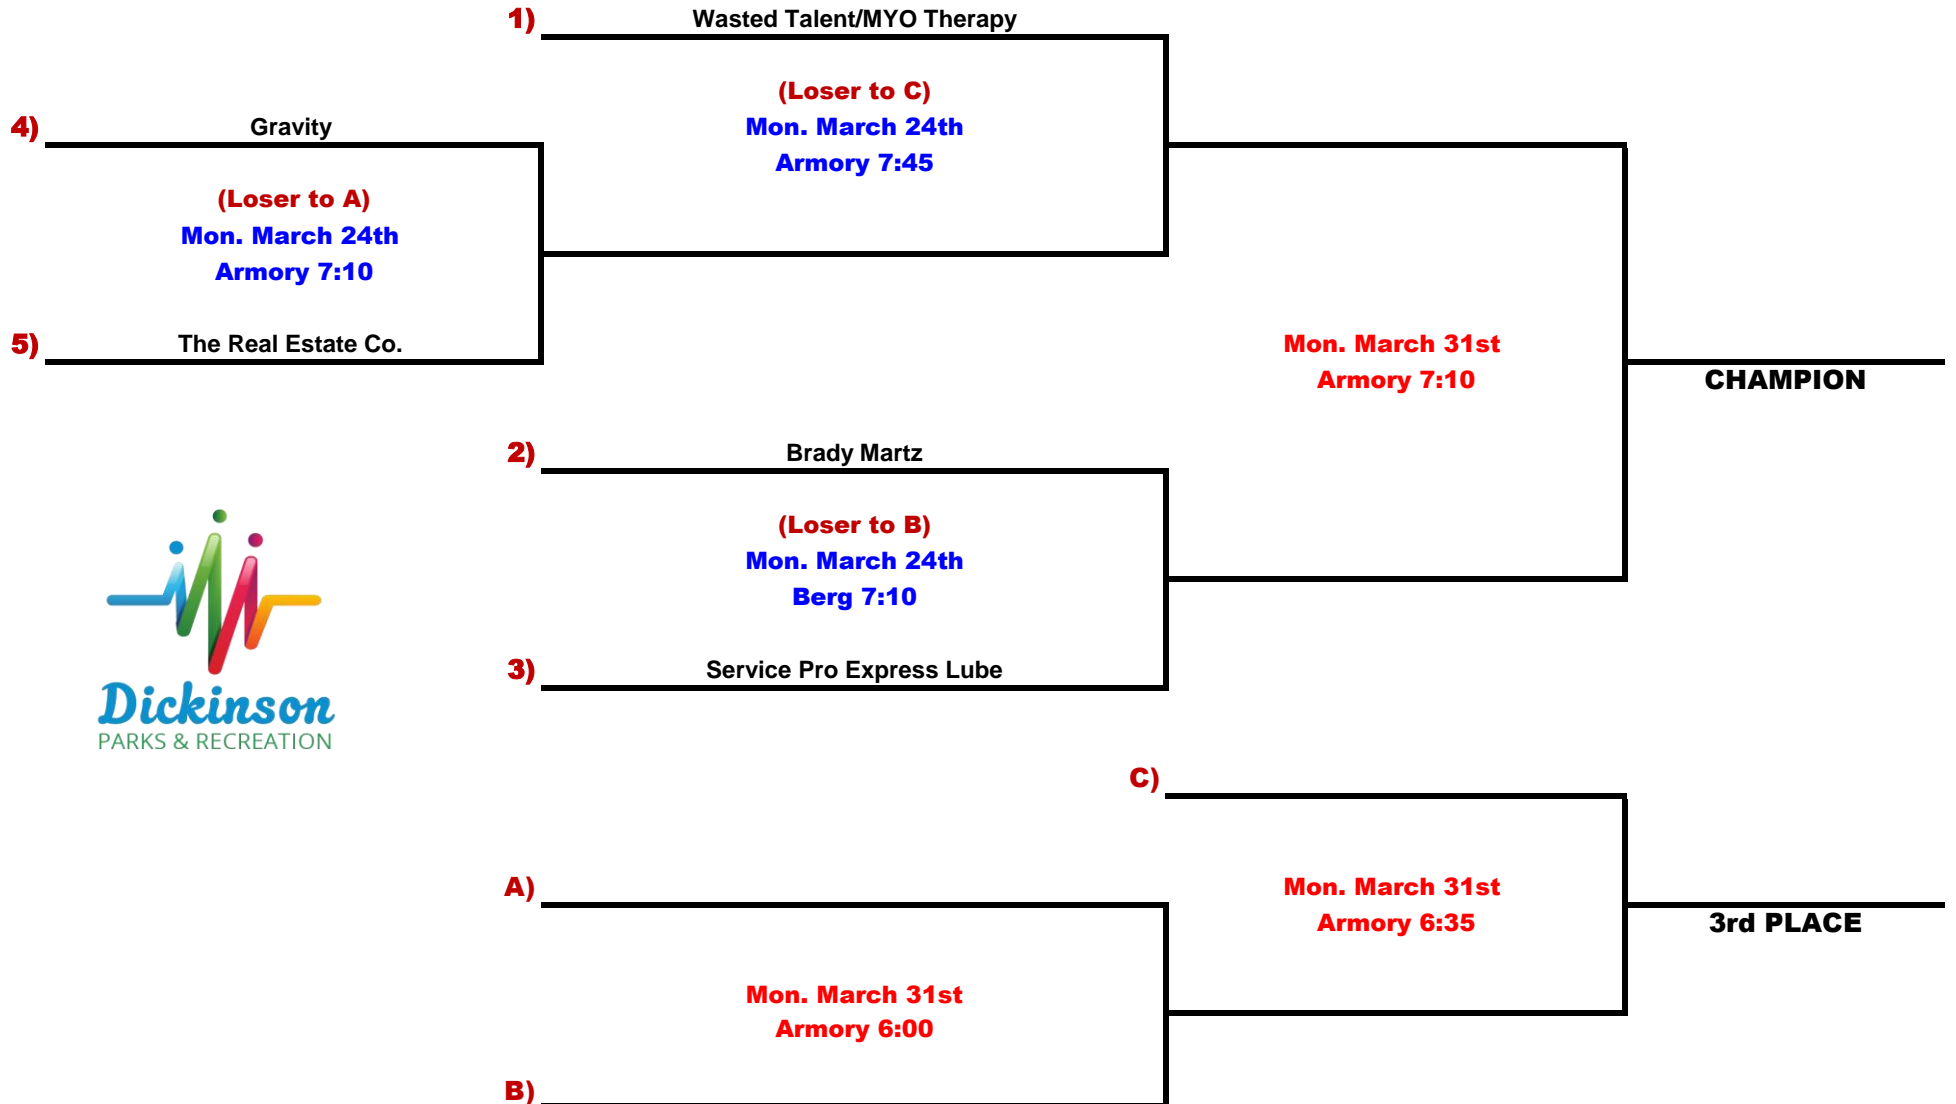 1) Wasted Talent/MYO Therapy
(Loser to C)
Mon. March 24th
Armory 7:45
4) Gravity
(Loser to A)
Mon. March 24th
Armory 7:10
5) The Real Estate Co.
Mon. March 31st
Armory 7:10
CHAMPION
2) Brady Martz
(Loser to B)
Mon. March 24th
Berg 7:10
3) Service Pro Express Lube
Dickinson
PARKS & RECREATION
C)
A)
Mon. March 31st
Armory 6:35
3rd PLACE
Mon. March 31st
Armory 6:00
B)